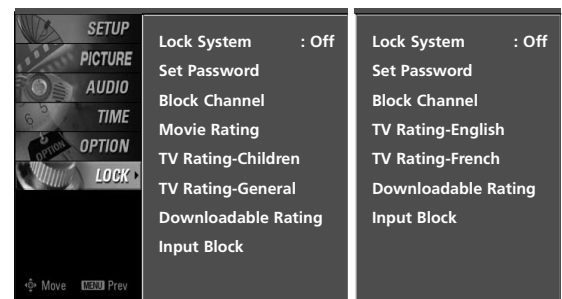 SETUP
PICTURE
AUDIO
TIME
OPTION
LOCK
Move MENU Prev
Lock System : Off
Set Password
Block Channel
Movie Rating
TV Rating-Children
TV Rating-General
Downloadable Rating
Input Block
Lock System : Off
Set Password
Block Channel
TV Rating-English
TV Rating-French
Downloadable Rating
Input Block